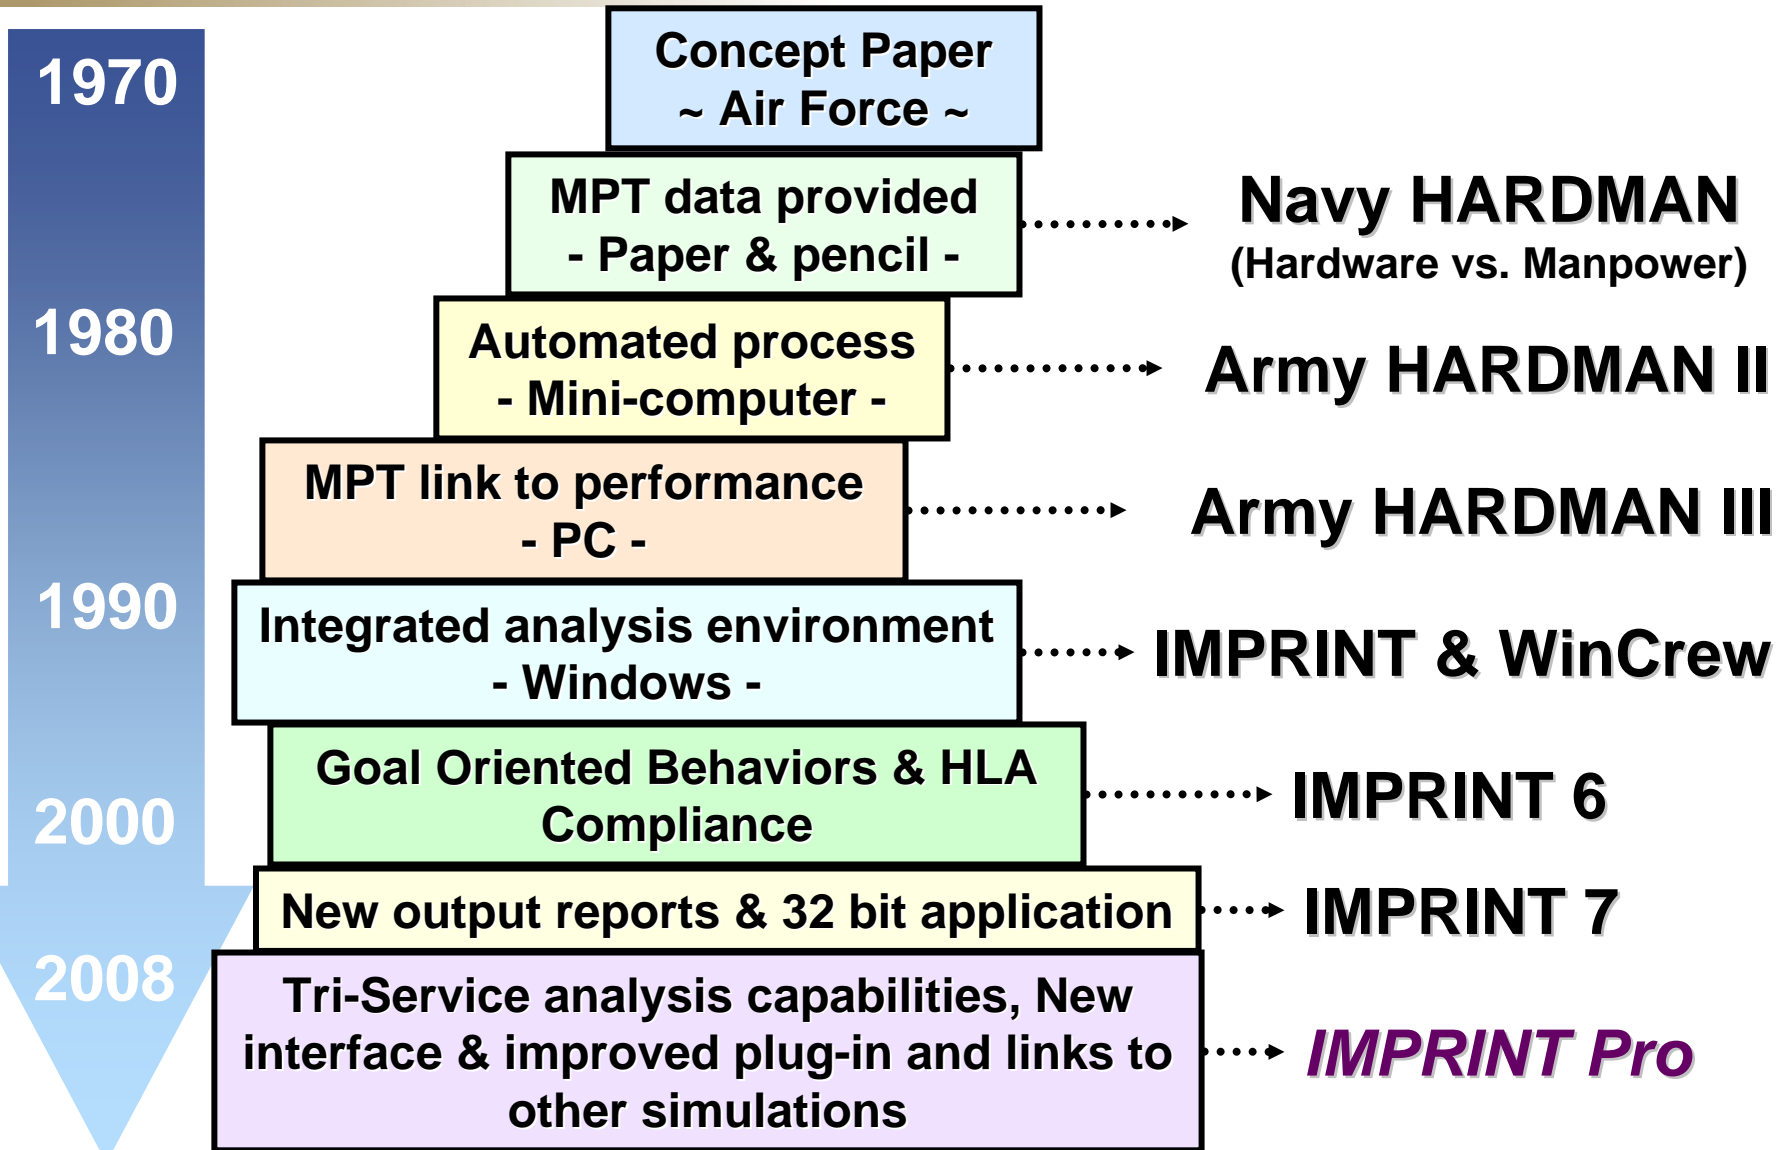 1970
Concept Paper
~ Air Force ~
MPT data provided
- Paper & pencil -
Navy HARDMAN
(Hardware vs. Manpower)
1980
Automated process
- Mini-computer -
Army HARDMAN II
MPT link to performance
- PC -
Army HARDMAN III
1990
Integrated analysis environment
- Windows -
IMPRINT & WinCrew
Goal Oriented Behaviors & HLA
Compliance
IMPRINT 6
2000
New output reports & 32 bit application
IMPRINT 7
2008
Tri-Service analysis capabilities, New
interface & improved plug-in and links to
other simulations
IMPRINT Pro